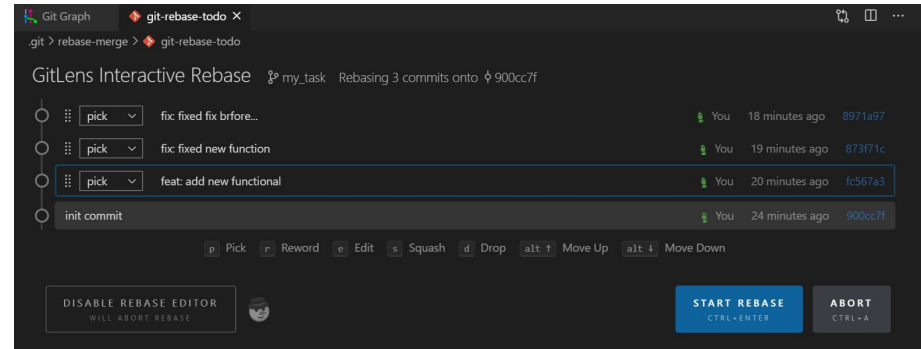 Git Graph git-rebase-todo ×
.git > rebase-merge > git-rebase-todo
GitLens Interactive Rebase my_task Rebasing 3 commits onto 900cc7f
pick fix: fixed fix brfore... You 18 minutes ago 8971a97
pick fix: fixed new function You 19 minutes ago 873f71c
pick feat: add new functional You 20 minutes ago fc567a3
init commit You 24 minutes ago 900cc7f
p Pick r Reword e Edit s Squash d Drop alt ↑ Move Up alt ↓ Move Down
DISABLE REBASE EDITOR START REBASE ABORT
WILL ABORT REBASE CTRL+ENTER CTRL+A